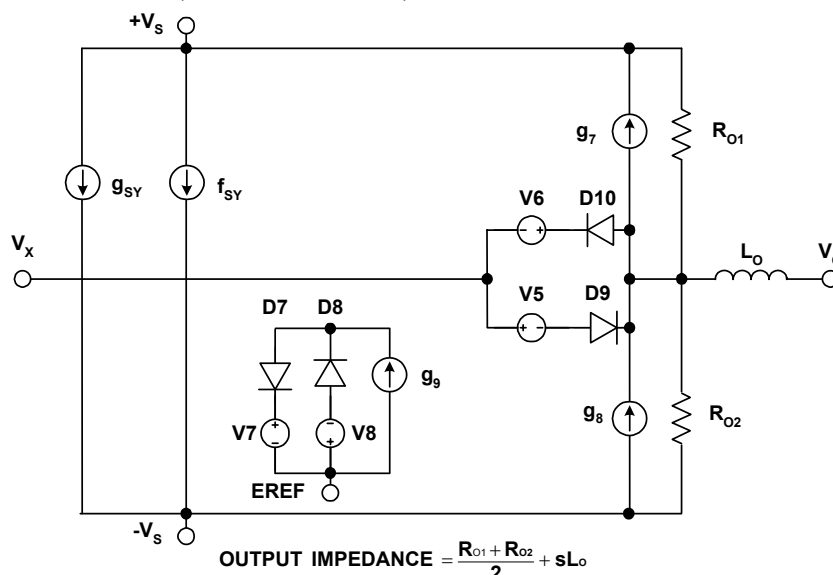 +VS
g7
RO1
gSY
fSY
V6 D10
VX
LO
V5 D9
D7 D8
g9
g8
RO2
V7 V8
EREF
-VS
OUTPUT IMPEDANCE = RO1 + RO2 / 2 + sLO